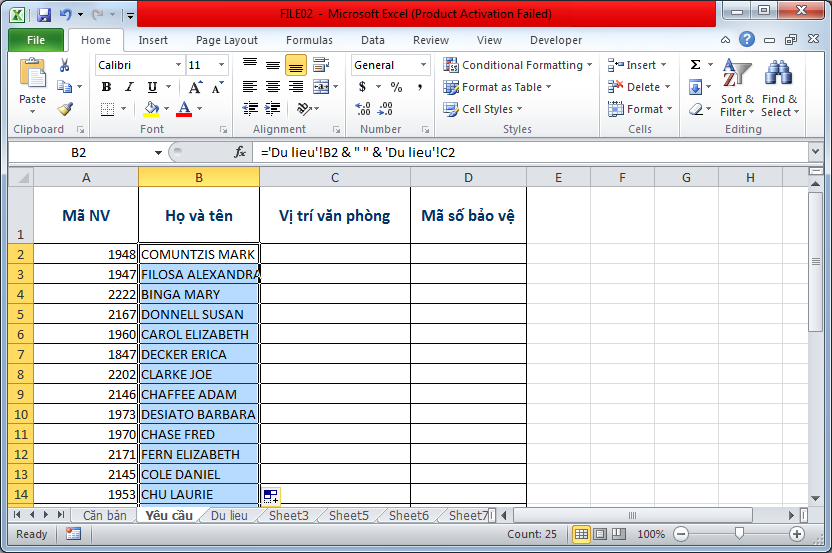 FILE02 - Microsoft Excel (Product Activation Failed)
File Home Insert Page Layout Formulas Data Review View Developer
Calibri 11 General Conditional Formatting Insert Σ
Paste B I U A A $ % , Format as Table Delete Sort & Filter Find & Select
Cell Styles Format
Clipboard Font Alignment Number Styles Cells Editing
B2 fx ='Du lieu'!B2 & " " & 'Du lieu'!C2
A B C D E F G H
1 Mã NV Họ và tên Vị trí văn phòng Mã số bảo vệ
2 1948 COMUNTZIS MARK
3 1947 FILOSA ALEXANDRA
4 2222 BINGA MARY
5 2167 DONNELL SUSAN
6 1960 CAROL ELIZABETH
7 1847 DECKER ERICA
8 2202 CLARKE JOE
9 2146 CHAFFEE ADAM
10 1973 DESIATO BARBARA
11 1970 CHASE FRED
12 2171 FERN ELIZABETH
13 2145 COLE DANIEL
14 1953 CHU LAURIE
Căn bản Yêu cầu Du lieu Sheet3 Sheet5 Sheet6 Sheet7
Ready Count: 25 100%